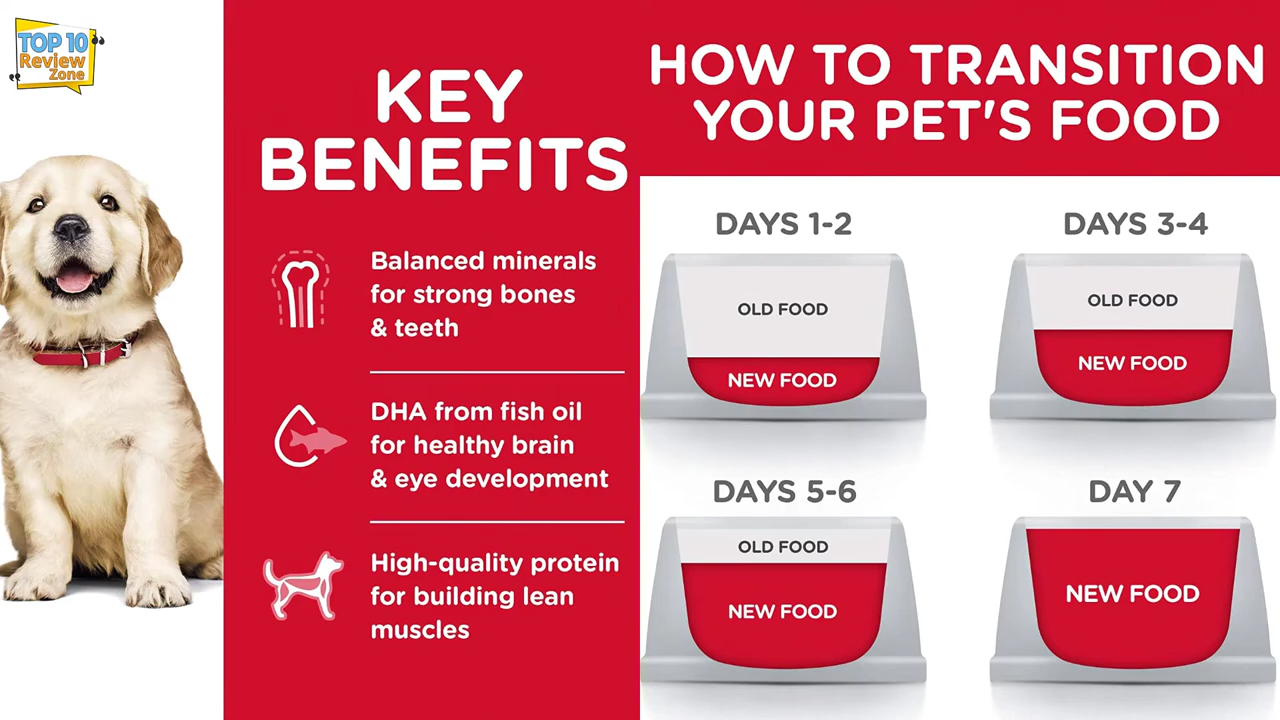 TOP 10
Review
Zone
KEY
BENEFITS
Balanced minerals
for strong bones
& teeth
DHA from fish oil
for healthy brain
& eye development
High-quality protein
for building lean
muscles
HOW TO TRANSITION
YOUR PET'S FOOD
DAYS 1-2
OLD FOOD
NEW FOOD
DAYS 3-4
OLD FOOD
NEW FOOD
DAYS 5-6
OLD FOOD
NEW FOOD
DAY 7
NEW FOOD